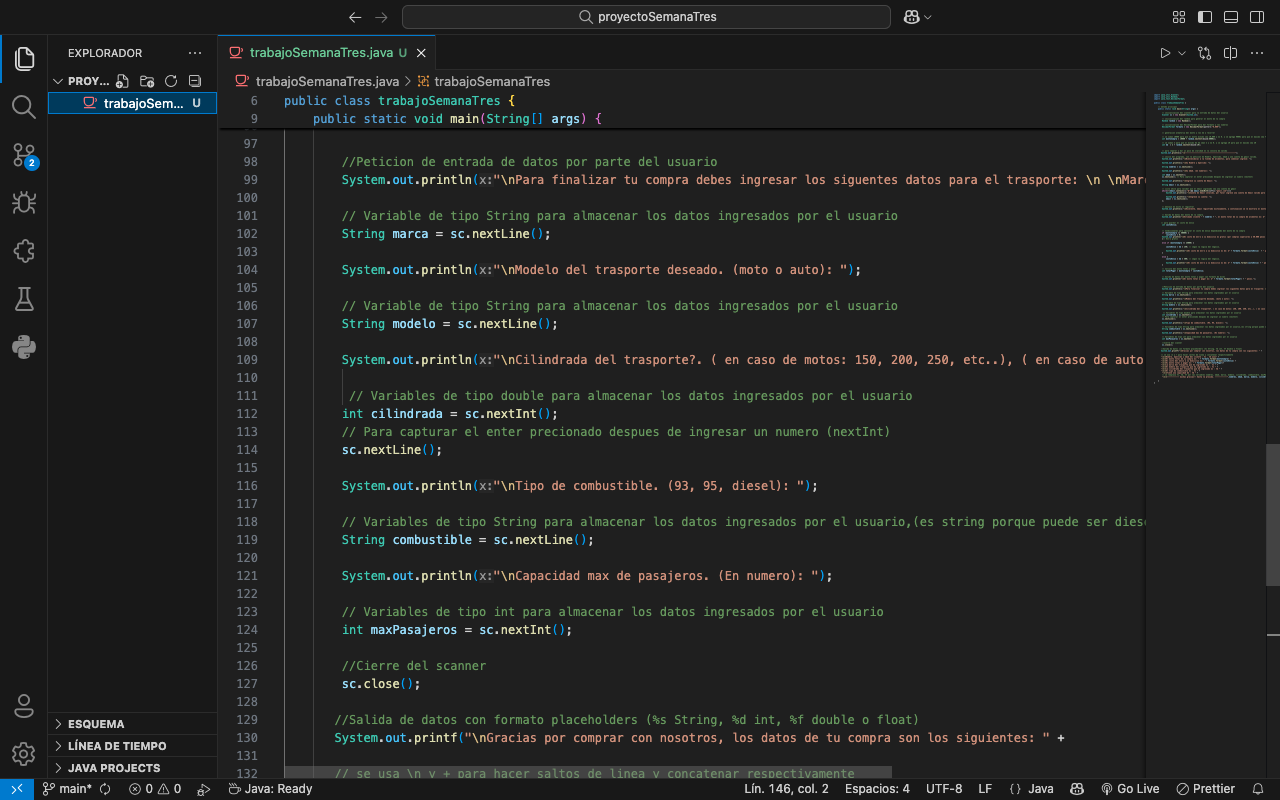 proyectoSemanaTres
EXPLORADOR
trabajoSemanaTres.java U
PROY...
trabajoSemanaTres.java > trabajoSemanaTres
trabajoSem... U
6 public class trabajoSemanaTres {
9 public static void main(String[] args) {
97
98 //Peticion de entrada de datos por parte del usuario
99 System.out.println(x:"\nPara finalizar tu compra debes ingresar los siguentes datos para el trasporte: \n \nMar
100
101 // Variable de tipo String para almacenar los datos ingresados por el usuario
102 String marca = sc.nextLine();
103
104 System.out.println(x:"\nModelo del trasporte deseado. (moto o auto): ");
105
106 // Variable de tipo String para almacenar los datos ingresados por el usuario
107 String modelo = sc.nextLine();
108
109 System.out.println(x:"\nCilindrada del trasporte?. ( en caso de motos: 150, 200, 250, etc..), ( en caso de auto
110
111 // Variables de tipo double para almacenar los datos ingresados por el usuario
112 int cilindrada = sc.nextInt();
113 // Para capturar el enter precionado despues de ingresar un numero (nextInt)
114 sc.nextLine();
115
116 System.out.println(x:"\nTipo de combustible. (93, 95, diesel): ");
117
118 // Variables de tipo String para almacenar los datos ingresados por el usuario,(es string porque puede ser diese
119 String combustible = sc.nextLine();
120
121 System.out.println(x:"\nCapacidad max de pasajeros. (En numero): ");
122
123 // Variables de tipo int para almacenar los datos ingresados por el usuario
124 int maxPasajeros = sc.nextInt();
125
126 //Cierre del scanner
127 sc.close();
128
129 //Salida de datos con formato placeholders (%s String, %d int, %f double o float)
130 System.out.printf("\nGracias por comprar con nosotros, los datos de tu compra son los siguientes: " +
131
132 // se usa \n y + para hacer saltos de linea y concatenar respectivamente
2
ESQUEMA
LÍNEA DE TIEMPO
JAVA PROJECTS
main* 0 0 Java: Ready Lín. 146, col. 2 Espacios: 4 UTF-8 LF {} Java Go Live Prettier